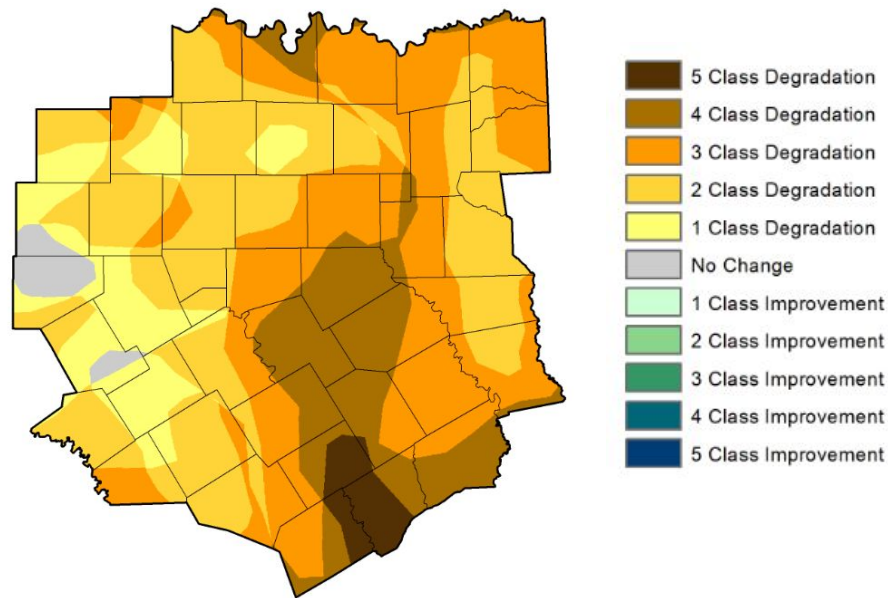 5 Class Degradation
4 Class Degradation
3 Class Degradation
2 Class Degradation
1 Class Degradation
No Change
1 Class Improvement
2 Class Improvement
3 Class Improvement
4 Class Improvement
5 Class Improvement